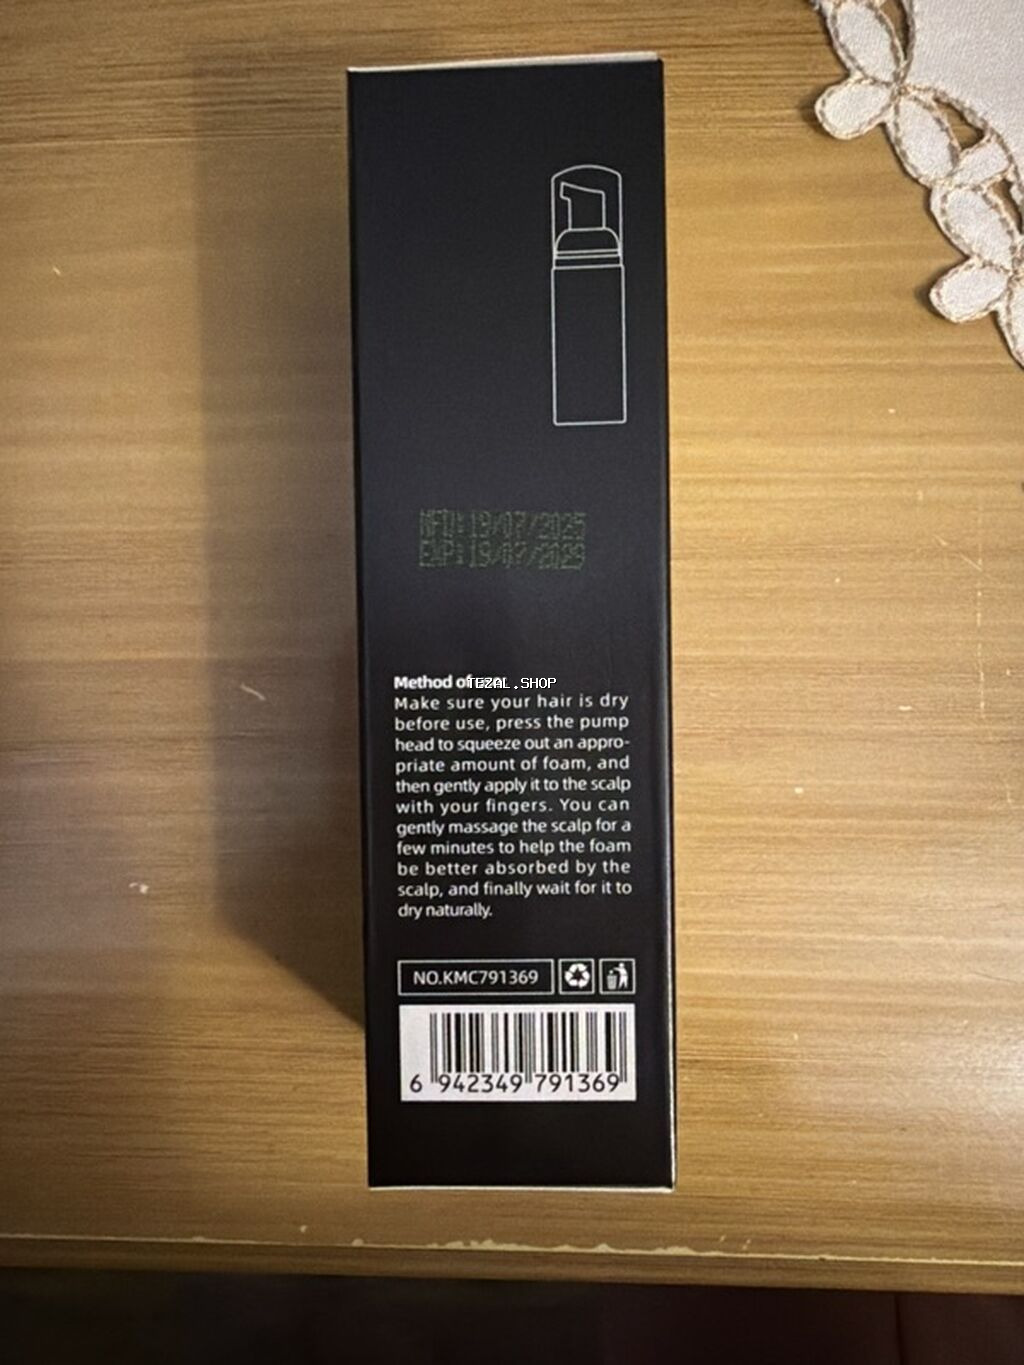 MFD: 19/07/2025
EXP: 19/07/2029
Method of
TEZAL.SHOP
Make sure your hair is dry
before use, press the pump
head to squeeze out an appro-
priate amount of foam, and
then gently apply it to the scalp
with your fingers. You can
gently massage the scalp for a
few minutes to help the foam
be better absorbed by the
scalp, and finally wait for it to
dry naturally.
NO.KMC791369
6 942349 791369